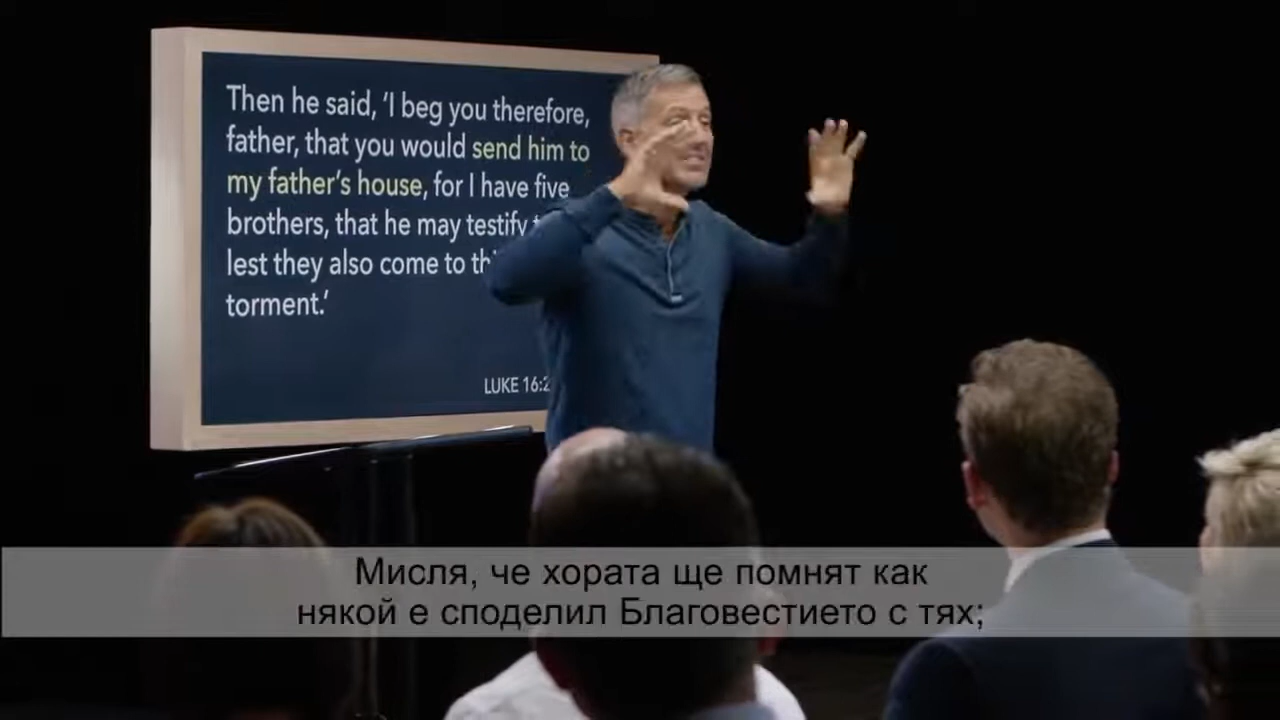 Then he said, 'I beg you therefore,
father, that you would send him to
my father's house, for I have five
brothers, that he may testify
lest they also come to
torment.'
LUKE 16:2
Мисля, че хората ще помнят как
някой е споделил Благовестието с тях;